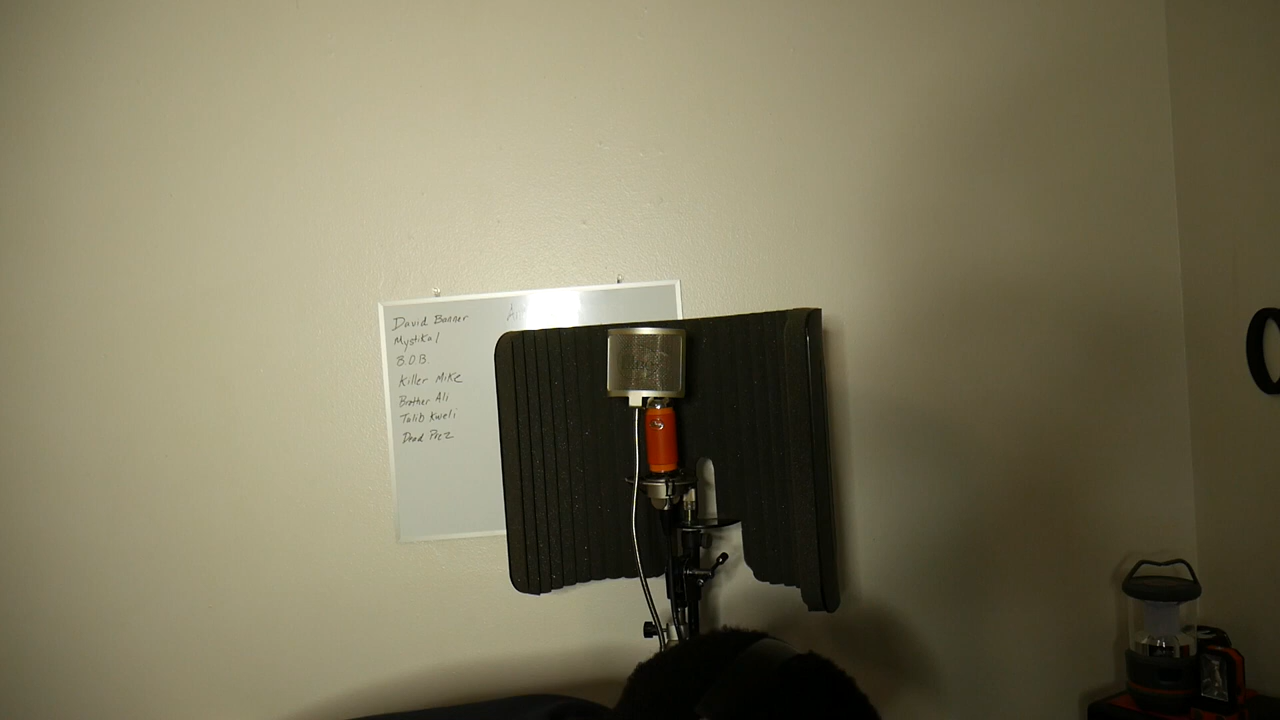 David Banner
Mystikal
B.O.B.
Killer Mike
Brother Ali
Talib Kweli
Dead Prez